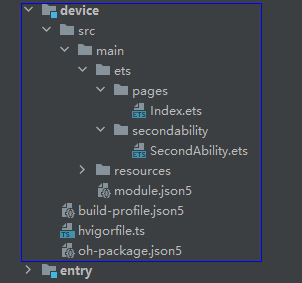 device
src
main
ets
pages
Index.ets
secondability
SecondAbility.ets
resources
module.json5
build-profile.json5
hvigorfile.ts
oh-package.json5
entry